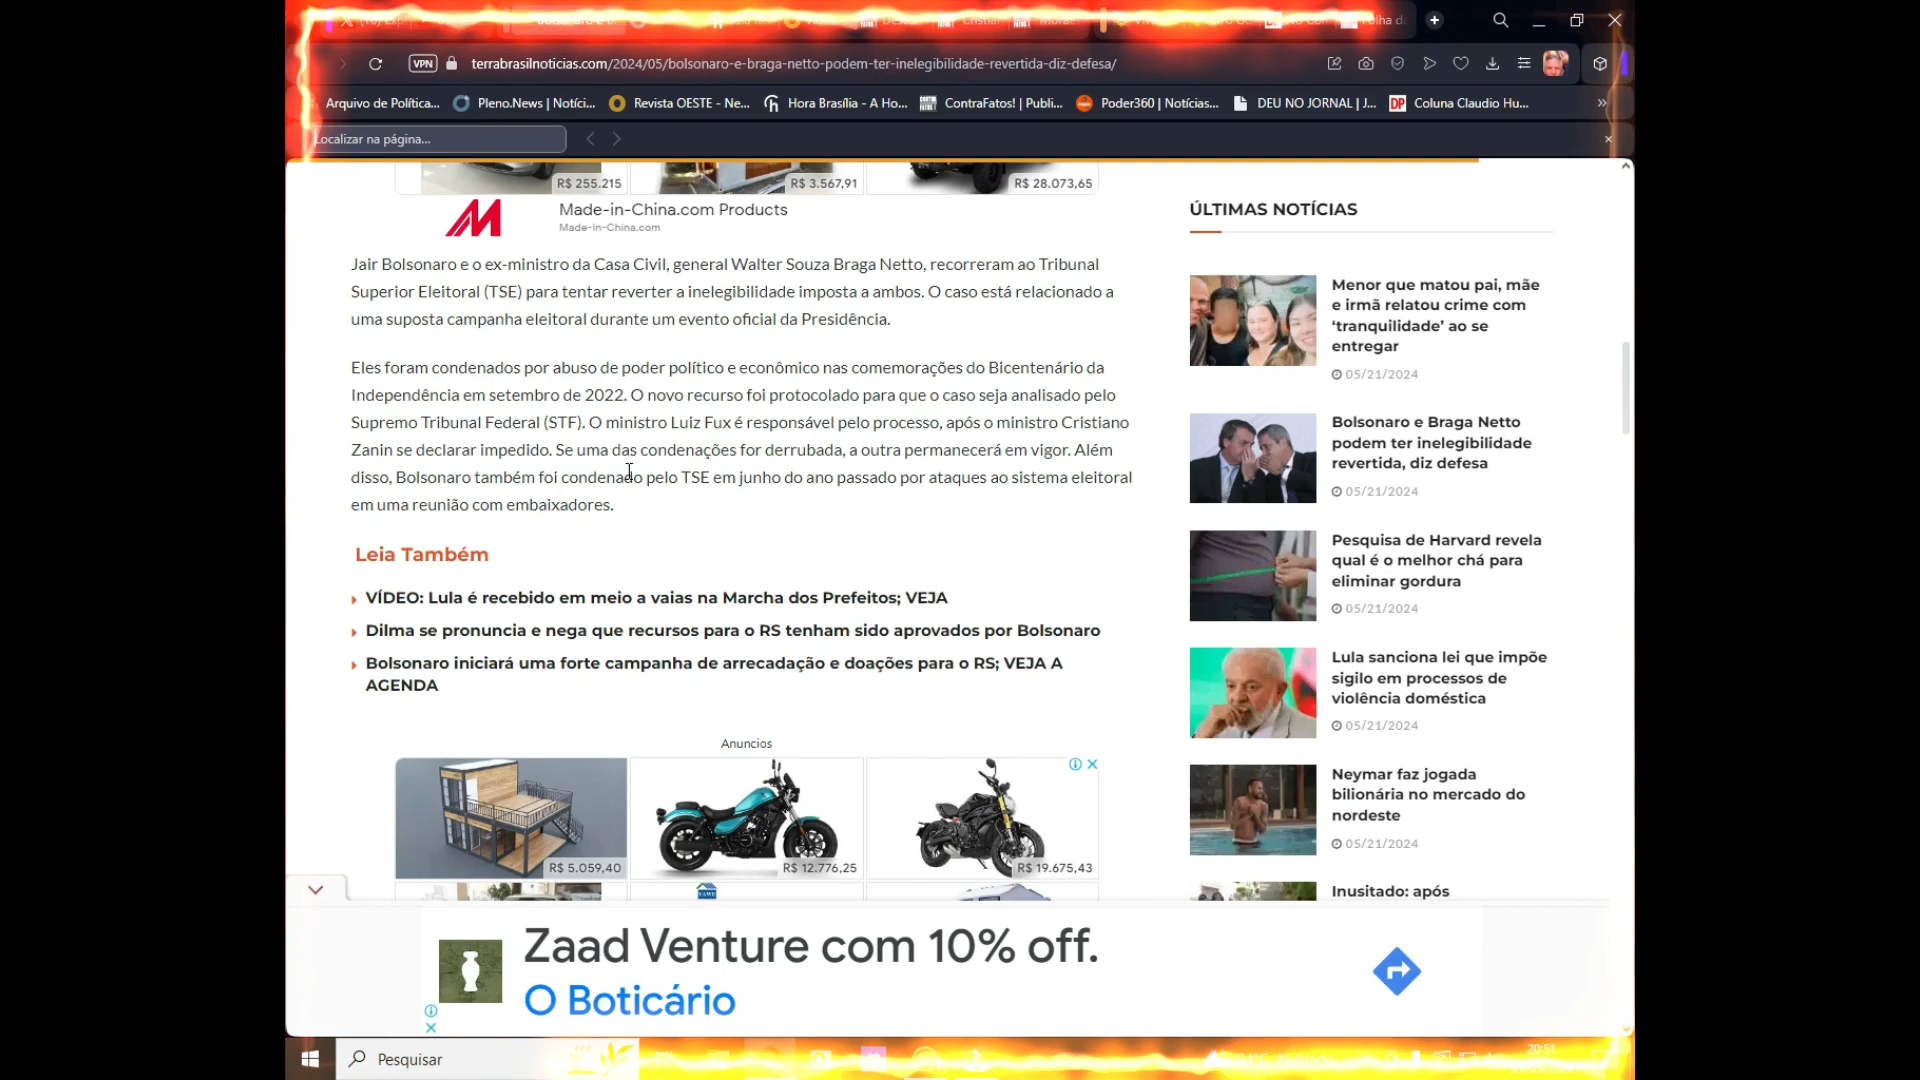 VPN
terrabrasilnoticias.com/2024/05/bolsonaro-e-braga-netto-podem-ter-inelegibilidade-revertida-diz-defesa/
Arquivo de Política...
Pleno.News | Notíci...
Revista OESTE - Ne...
Hora Brasília - A Ho...
ContraFatos! | Publi...
Poder360 | Notícias...
DEU NO JORNAL | J...
DP
Coluna Claudio Hu...
Localizar na página...
R$ 255.215
R$ 3.567,91
R$ 28.073,65
Made-in-China.com Products
Made-in-China.com
Jair Bolsonaro e o ex-ministro da Casa Civil, general Walter Souza Braga Netto, recorreram ao Tribunal
Superior Eleitoral (TSE) para tentar reverter a inelegibilidade imposta a ambos. O caso está relacionado a
uma suposta campanha eleitoral durante um evento oficial da Presidência.
Eles foram condenados por abuso de poder político e econômico nas comemorações do Bicentenário da
Independência em setembro de 2022. O novo recurso foi protocolado para que o caso seja analisado pelo
Supremo Tribunal Federal (STF). O ministro Luiz Fux é responsável pelo processo, após o ministro Cristiano
Zanin se declarar impedido. Se uma das condenações for derrubada, a outra permanecerá em vigor. Além
disso, Bolsonaro também foi condenado pelo TSE em junho do ano passado por ataques ao sistema eleitoral
em uma reunião com embaixadores.
Leia Também
VÍDEO: Lula é recebido em meio a vaias na Marcha dos Prefeitos; VEJA
Dilma se pronuncia e nega que recursos para o RS tenham sido aprovados por Bolsonaro
Bolsonaro iniciará uma forte campanha de arrecadação e doações para o RS; VEJA A
AGENDA
Anuncios
R$ 5.059,40
R$ 12.776,25
R$ 19.675,43
ÚLTIMAS NOTÍCIAS
Menor que matou pai, mãe
e irmã relatou crime com
‘tranquilidade’ ao se
entregar
05/21/2024
Bolsonaro e Braga Netto
podem ter inelegibilidade
revertida, diz defesa
05/21/2024
Pesquisa de Harvard revela
qual é o melhor chá para
eliminar gordura
05/21/2024
Lula sanciona lei que impõe
sigilo em processos de
violência doméstica
05/21/2024
Neymar faz jogada
bilionária no mercado do
nordeste
05/21/2024
Inusitado: após
Zaad Venture com 10% off.
O Boticário
Pesquisar
20:51